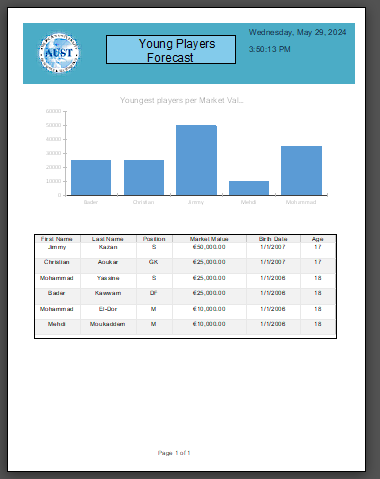 AUST
Young Players
Forecast
Wednesday, May 29, 2024
3:50:13 PM
Youngest players per Market Val...
60000
50000
40000
30000
20000
10000
0
Bader Christian Jimmy Mehdi Mohammad
First Name Last Name Position Market Malue Birth Date Age
Jimmy Kazan S €50,000.00 1/1/2007 17
Christian Aoukar GK €25,000.00 1/1/2007 17
Mohammad Yassine S €25,000.00 1/1/2006 18
Bader Kawwam DF €25,000.00 1/1/2006 18
Mohammad El-Dor M €10,000.00 1/1/2006 18
Mehdi Moukaddem M €10,000.00 1/1/2006 18
Page 1 of 1